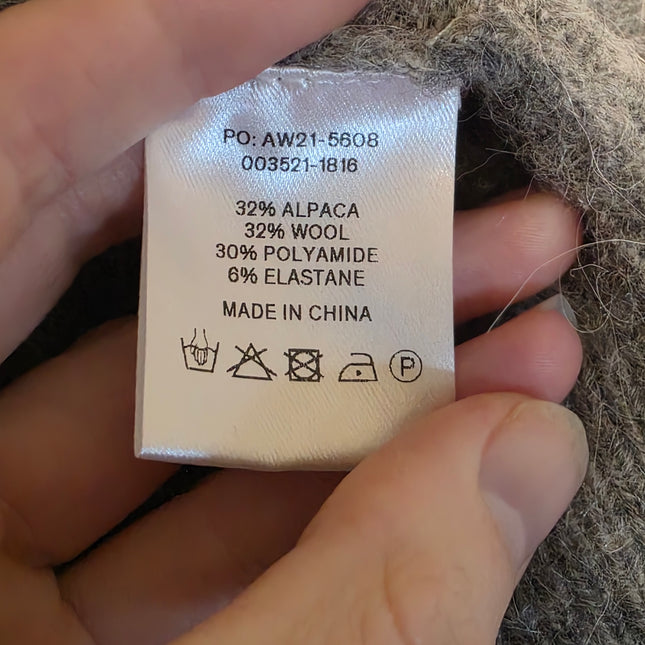 PO: AW21-5608
003521-1816
32% ALPACA
32% WOOL
30% POLYAMIDE
6% ELASTANE
MADE IN CHINA
P